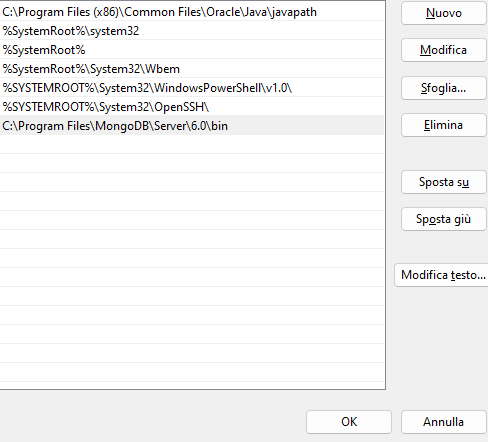 C:\Program Files (x86)\Common Files\Oracle\Java\javapath
%SystemRoot%\system32
%SystemRoot%
%SystemRoot%\System32\Wbem
%SYSTEMROOT%\System32\WindowsPowerShell\v1.0\
%SYSTEMROOT%\System32\OpenSSH\
C:\Program Files\MongoDB\Server\6.0\bin
Nuovo
Modifica
Sfoglia...
Elimina
Sposta su
Sposta giù
Modifica testo...
OK
Annulla